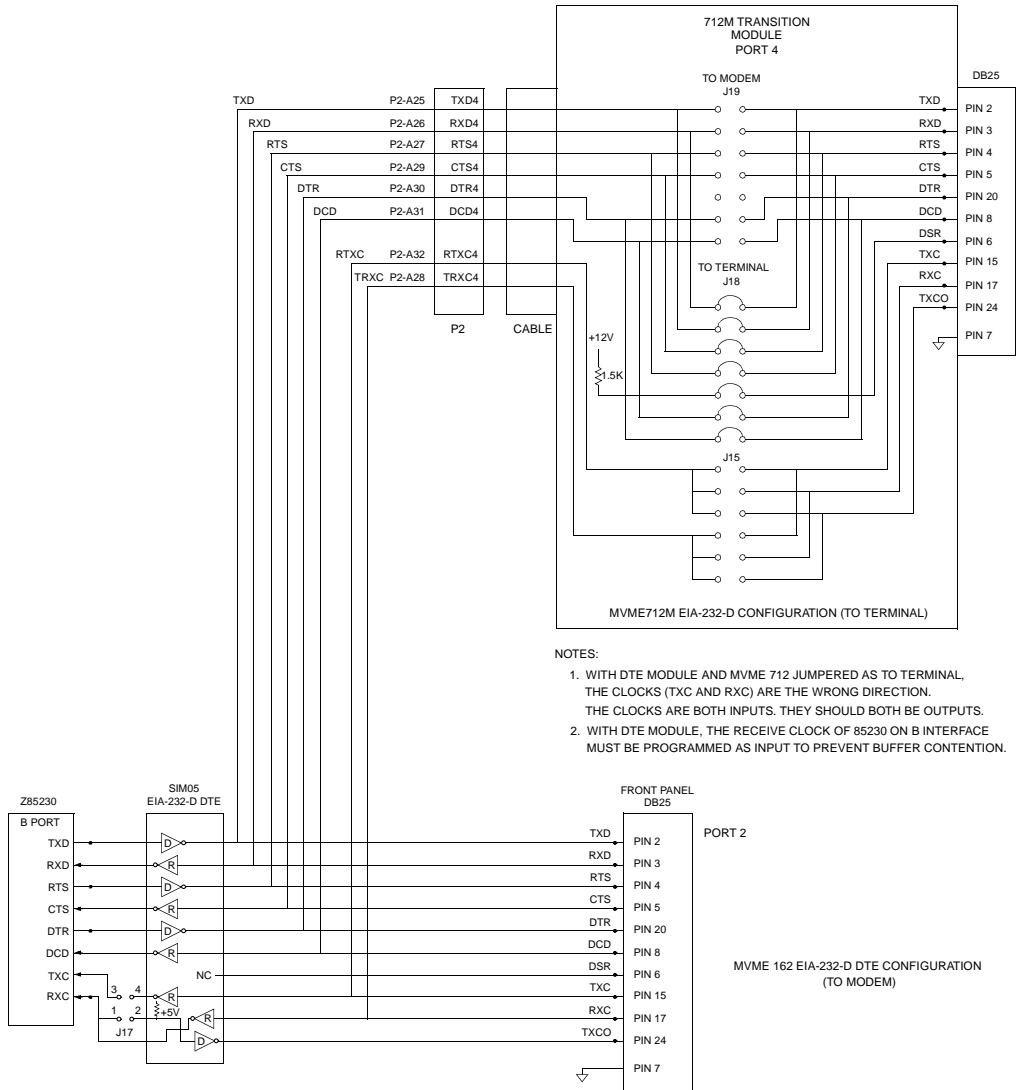 712M TRANSITION
MODULE
PORT 4
TO MODEM
J19
DB25
TXD P2-A25 TXD4 TXD PIN 2
RXD P2-A26 RXD4 RXD PIN 3
RTS P2-A27 RTS4 RTS PIN 4
CTS P2-A29 CTS4 CTS PIN 5
DTR P2-A30 DTR4 DTR PIN 20
DCD P2-A31 DCD4 DCD PIN 8
DSR PIN 6
RTXC P2-A32 RTXC4 TXC PIN 15
TRXC P2-A28 TRXC4 RXC PIN 17
TXCO PIN 24
PIN 7
TO TERMINAL
J18
P2
CABLE
+12V
1.5K
J15
MVME712M EIA-232-D CONFIGURATION (TO TERMINAL)
NOTES:
1. WITH DTE MODULE AND MVME 712 JUMPERED AS TO TERMINAL,
THE CLOCKS (TXC AND RXC) ARE THE WRONG DIRECTION.
THE CLOCKS ARE BOTH INPUTS. THEY SHOULD BOTH BE OUTPUTS.
2. WITH DTE MODULE, THE RECEIVE CLOCK OF 85230 ON B INTERFACE
MUST BE PROGRAMMED AS INPUT TO PREVENT BUFFER CONTENTION.
Z85230
B PORT
SIM05
EIA-232-D DTE
FRONT PANEL
DB25
PORT 2
TXD D TXD PIN 2
RXD R RXD PIN 3
RTS D RTS PIN 4
CTS R CTS PIN 5
DTR D DTR PIN 20
DCD R DCD PIN 8
NC DSR PIN 6
TXC 3 4 R TXC PIN 15
RXC 1 2 +5V R RXC PIN 17
J17 D TXCO PIN 24
PIN 7
MVME 162 EIA-232-D DTE CONFIGURATION
(TO MODEM)